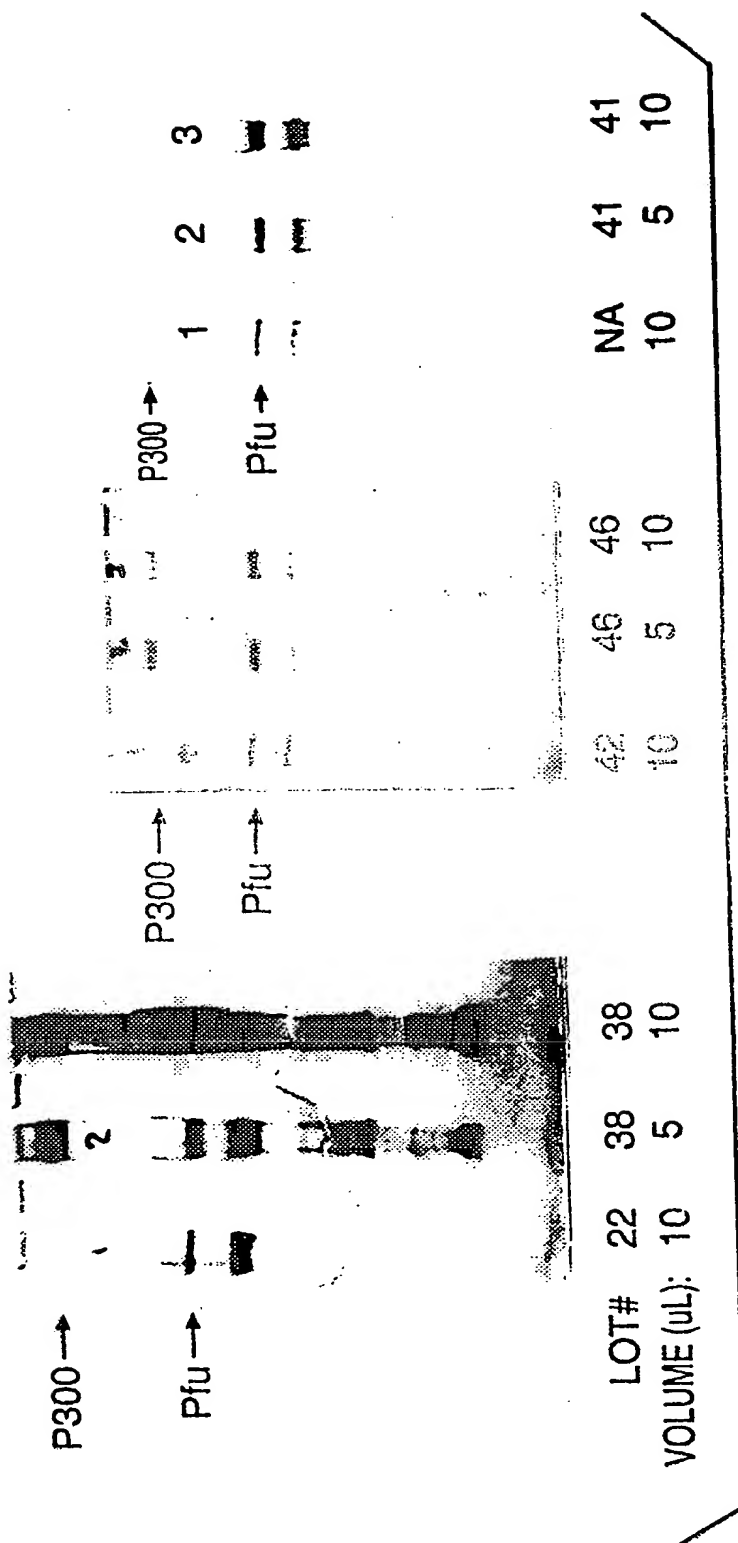 1 2 3
P300→ P300→ P300→
2
Pfu→ Pfu→ Pfu→
LOT# 22 38 38 42 46 46 NA 41 41
VOLUME (uL): 10 5 10 10 5 10 10 5 10